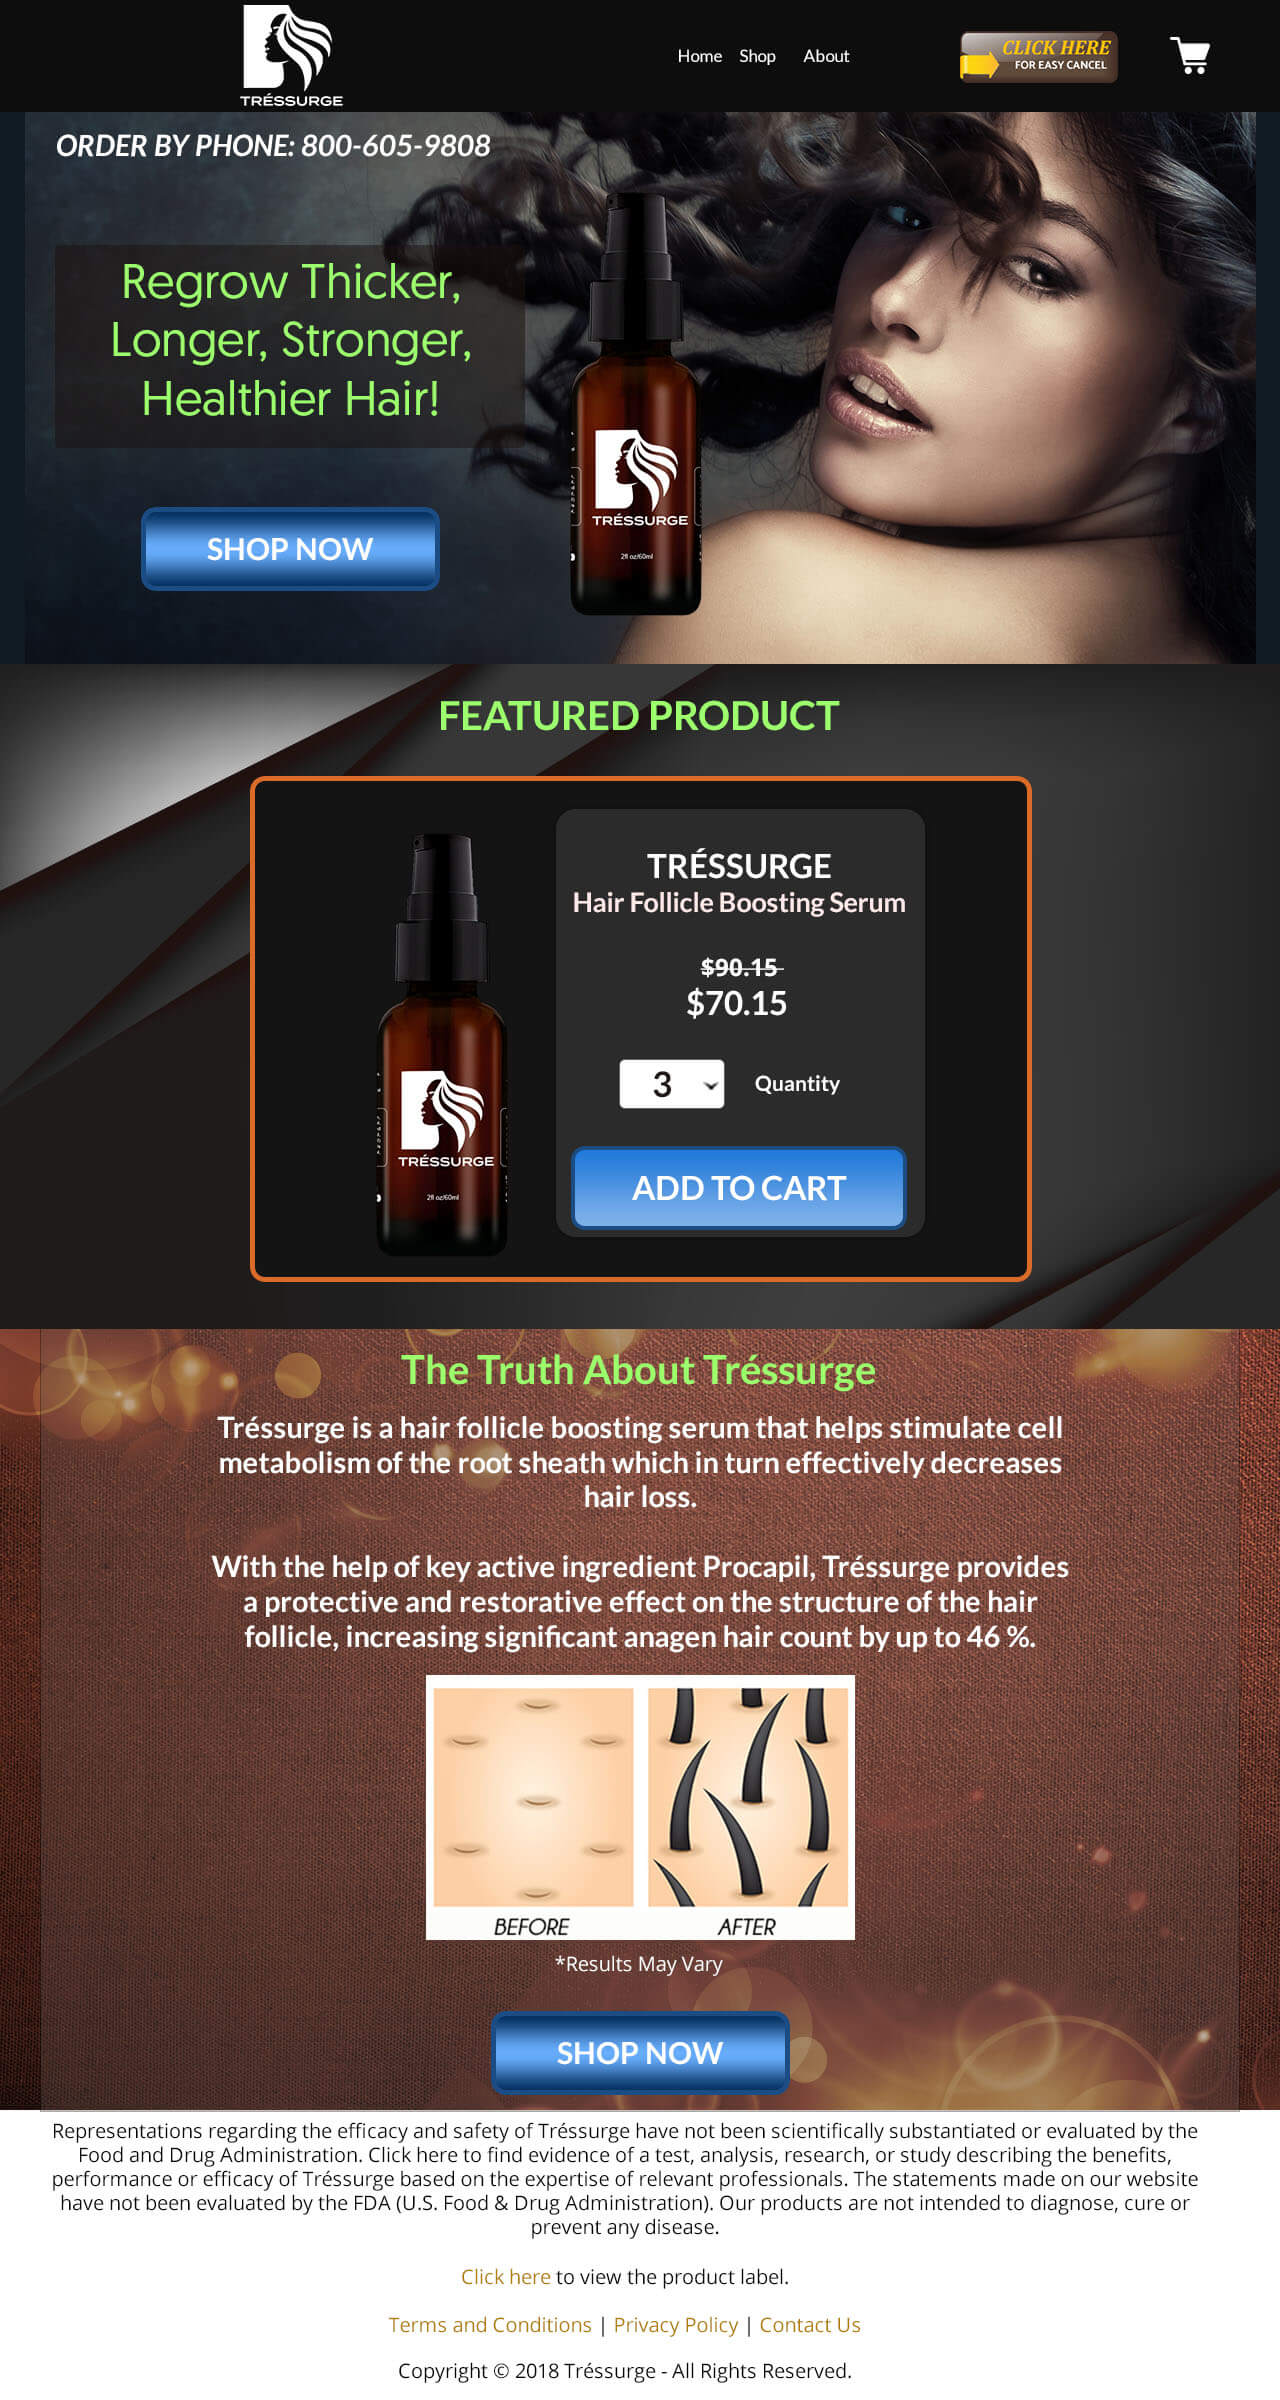 TRÉSSURGE
Home Shop About
CLICK HERE
FOR EASY CANCEL
ORDER BY PHONE: 800-605-9808
Regrow Thicker,
Longer, Stronger,
Healthier Hair!
SHOP NOW
TRÉSSURGE
2fl oz/60ml
FEATURED PRODUCT
TRÉSSURGE
Hair Follicle Boosting Serum
$90.15
$70.15
3 Quantity
ADD TO CART
TRÉSSURGE
2fl oz/60ml
The Truth About Tréssurge
Tréssurge is a hair follicle boosting serum that helps stimulate cell
metabolism of the root sheath which in turn effectively decreases
hair loss.
With the help of key active ingredient Procapil, Tréssurge provides
a protective and restorative effect on the structure of the hair
follicle, increasing significant anagen hair count by up to 46 %.
BEFORE AFTER
*Results May Vary
SHOP NOW
Representations regarding the efficacy and safety of Tréssurge have not been scientifically substantiated or evaluated by the
Food and Drug Administration. Click here to find evidence of a test, analysis, research, or study describing the benefits,
performance or efficacy of Tréssurge based on the expertise of relevant professionals. The statements made on our website
have not been evaluated by the FDA (U.S. Food & Drug Administration). Our products are not intended to diagnose, cure or
prevent any disease.
Click here to view the product label.
Terms and Conditions | Privacy Policy | Contact Us
Copyright © 2018 Tréssurge - All Rights Reserved.